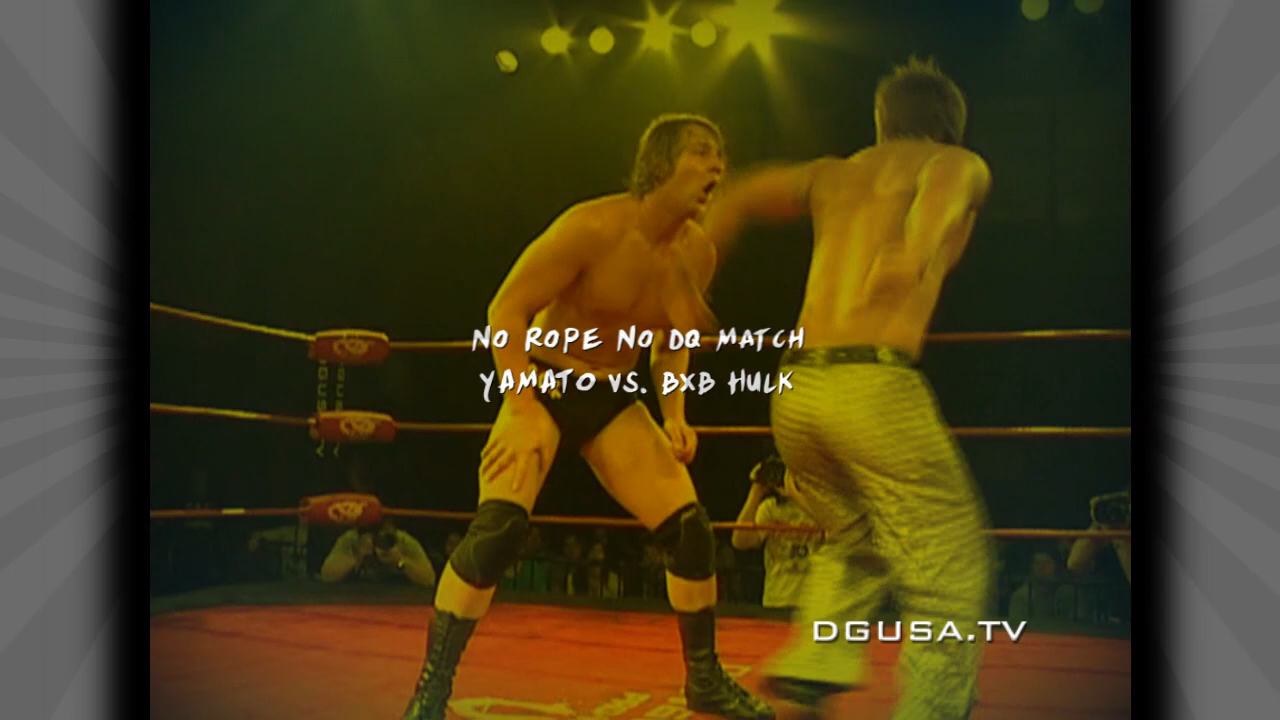 NO ROPE NO DQ MATCH
YAMATO VS. BXB HULK
DGUSA.TV